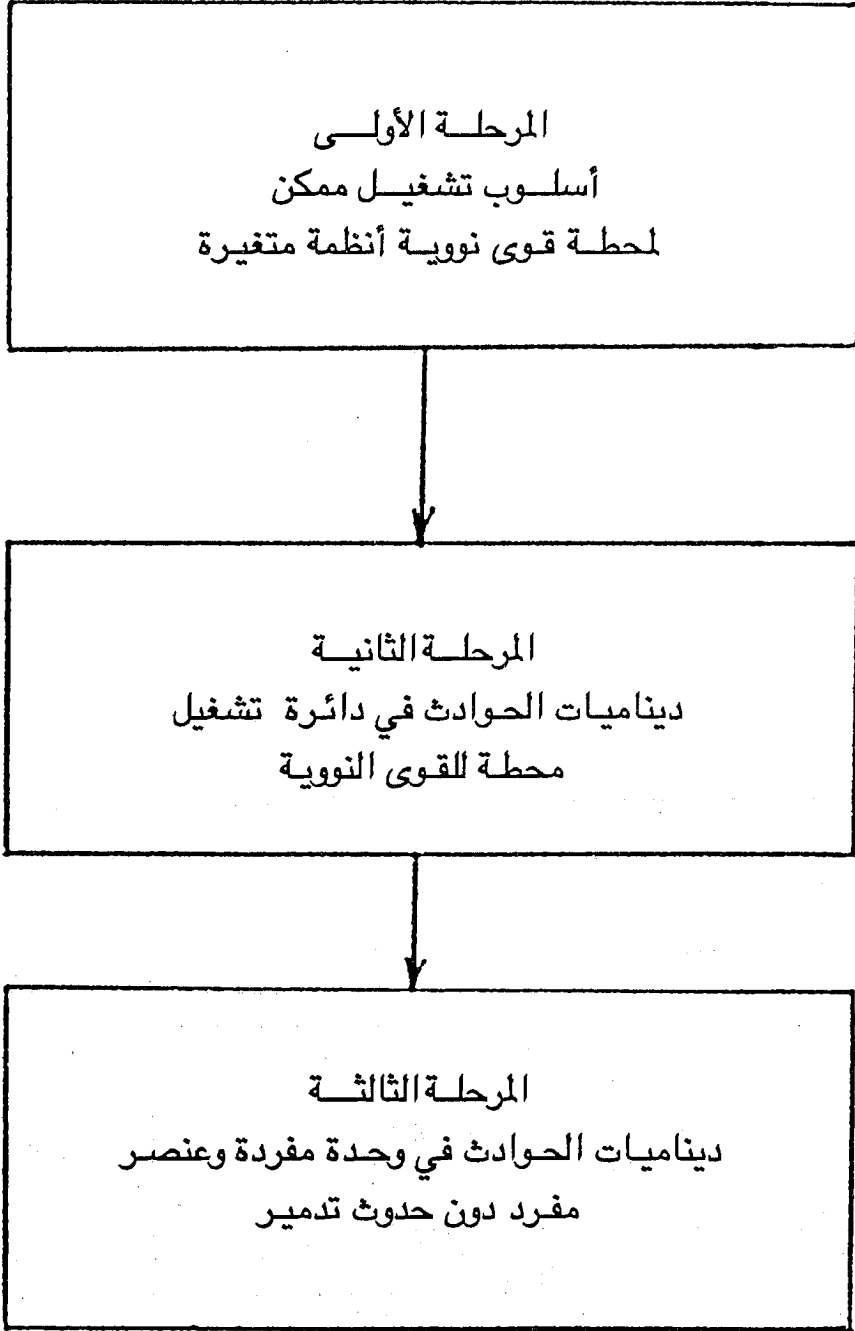 المرحلة الأولى
أسلوب تشغيل ممكن
لمحطة قوى نووية أنظمة متغيرة
المرحلة الثانية
ديناميات الحوادث في دائرة تشغيل
محطة للقوى النووية
المرحلة الثالثة
ديناميات الحوادث في وحدة مفردة وعنصر
مفرد دون حدوث تدمير